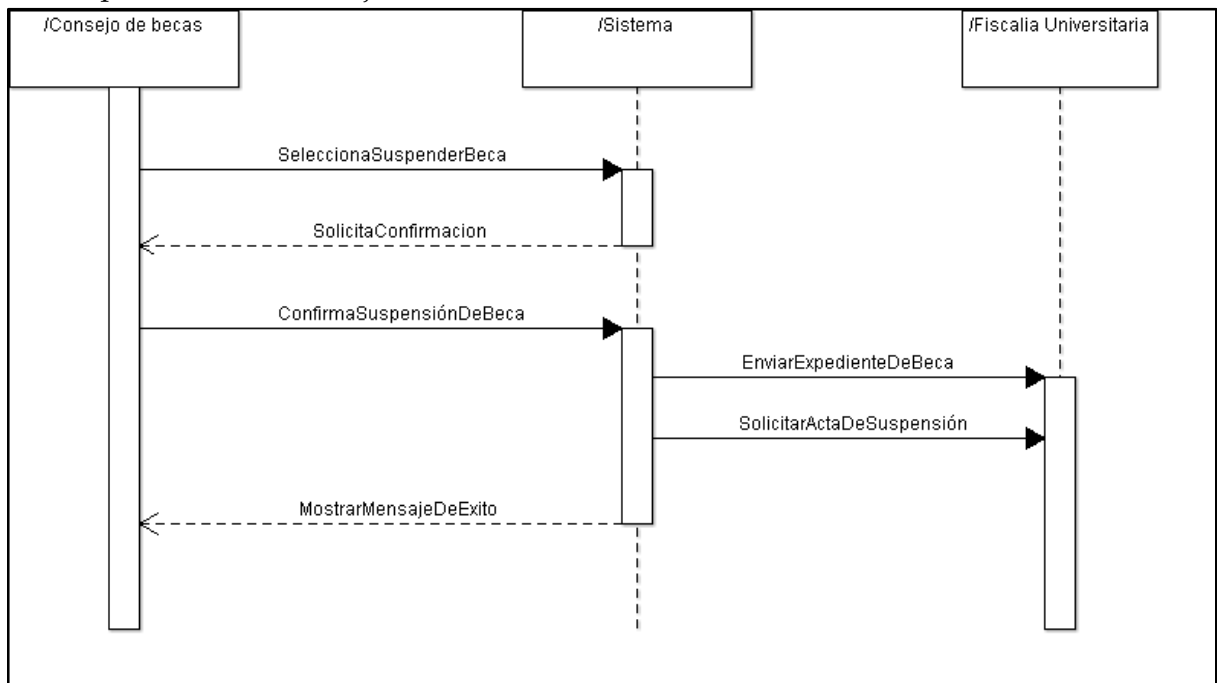 /Consejo de becas
/Sistema
/Fiscalia Universitaria
SeleccionaSuspenderBeca
SolicitaConfirmacion
ConfirmaSuspensiónDeBeca
EnviarExpedienteDeBeca
SolicitarActaDeSuspensión
MostrarMensajeDeExito